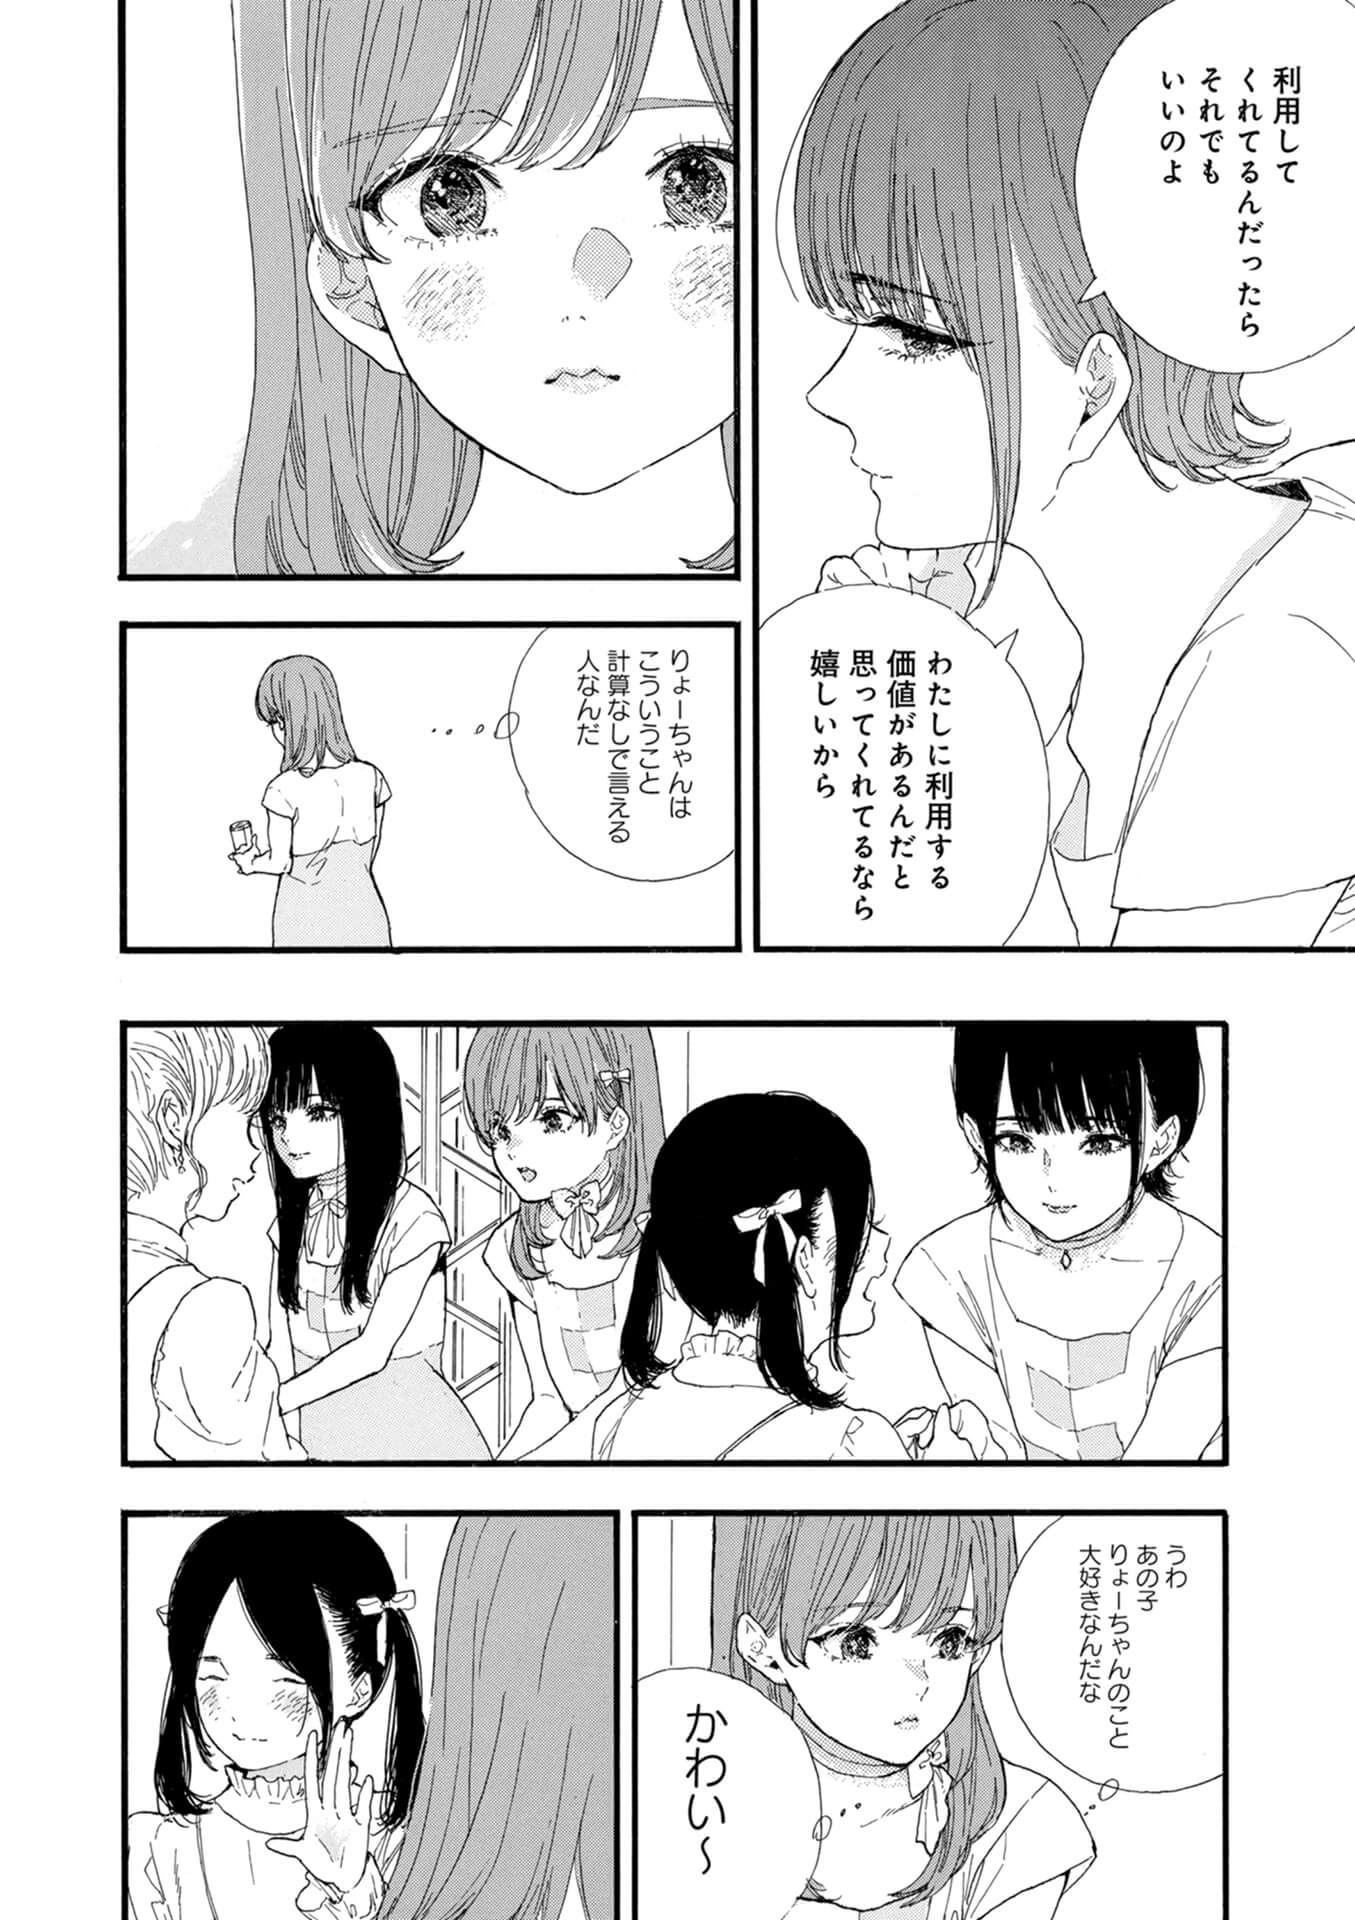 利用して
くれてるんだったら
それでも
いいのよ
わたしに利用する
価値があるんだと
思ってくれてるなら
嬉しいから
りょーちゃんは
こういうこと
計算なしで言える
人なんだ
うわ
あの子
りょーちゃんのこと
大好きなんだな
かわい〜